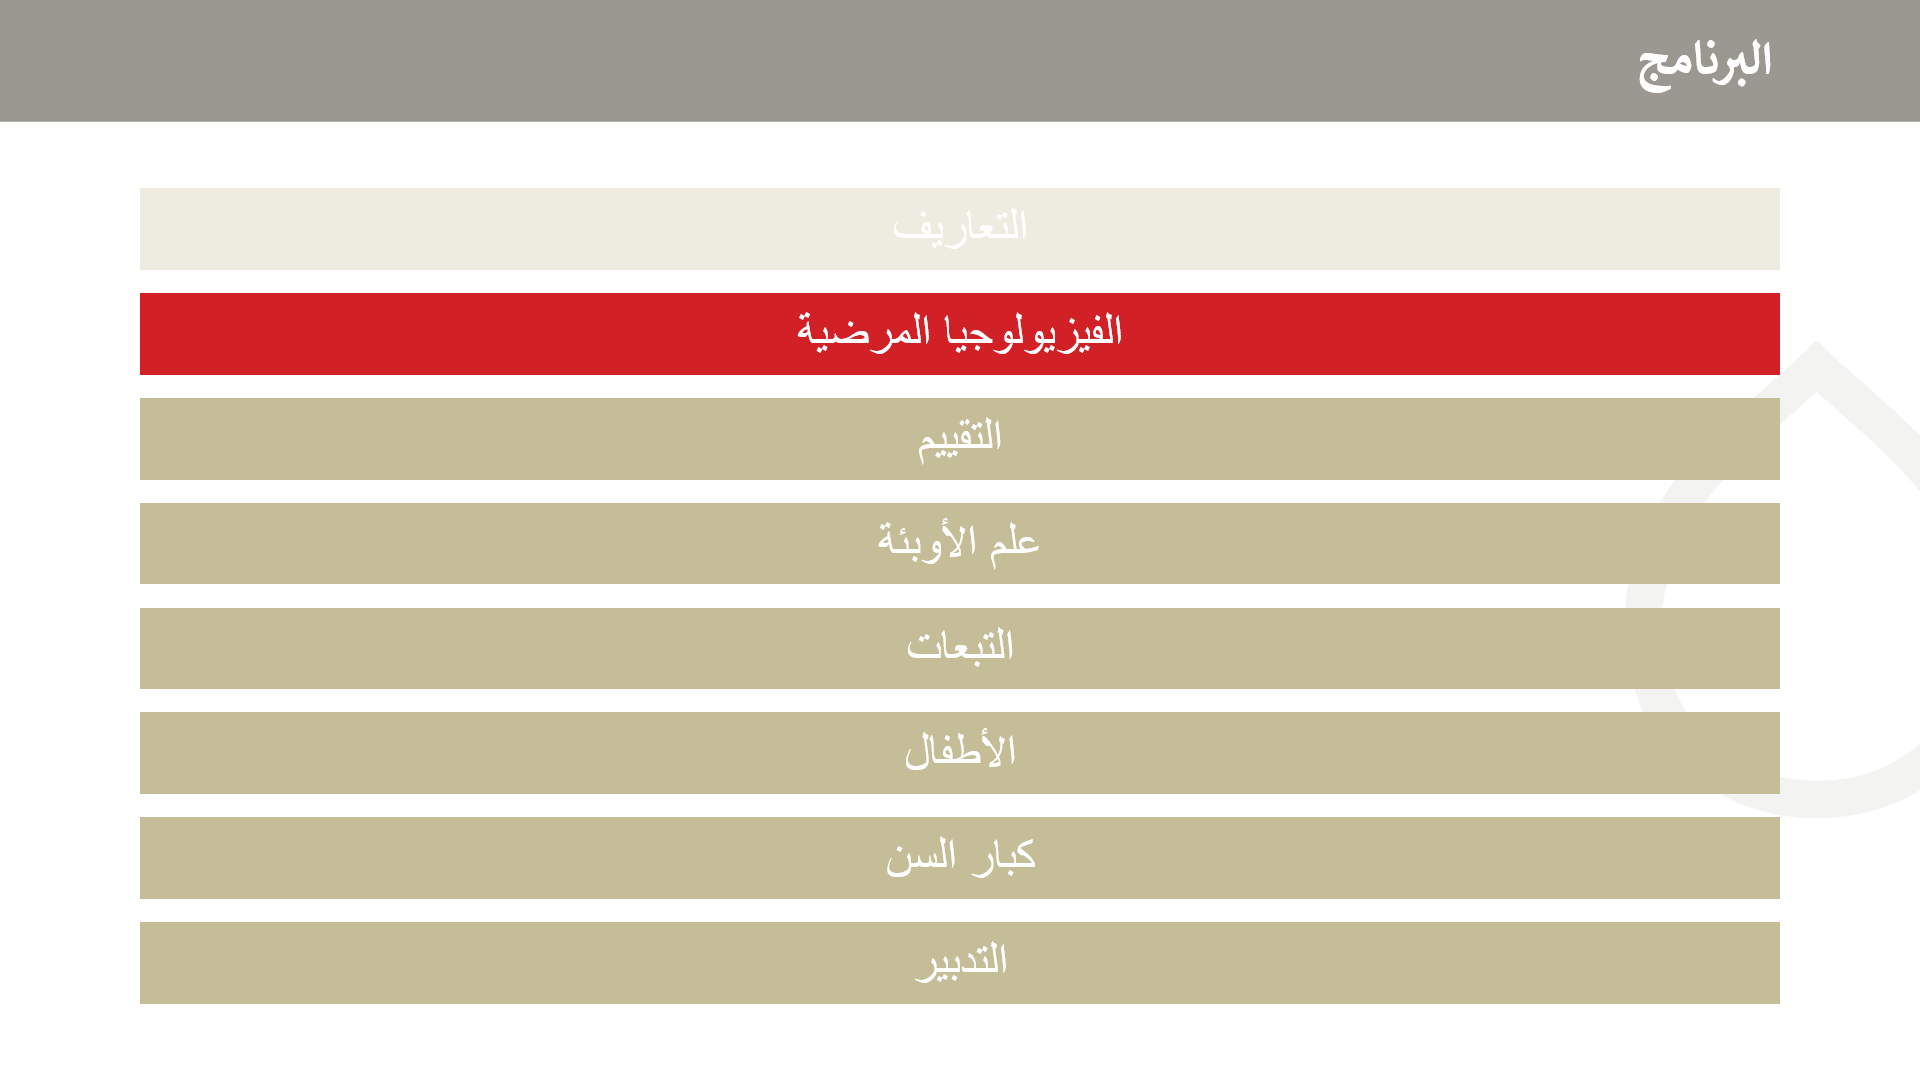 البرنامج
التعاريف
الفيزيولوجيا المرضية
التقييم
علم الأوبئة
التبعات
الأطفال
كبار السن
التدبير